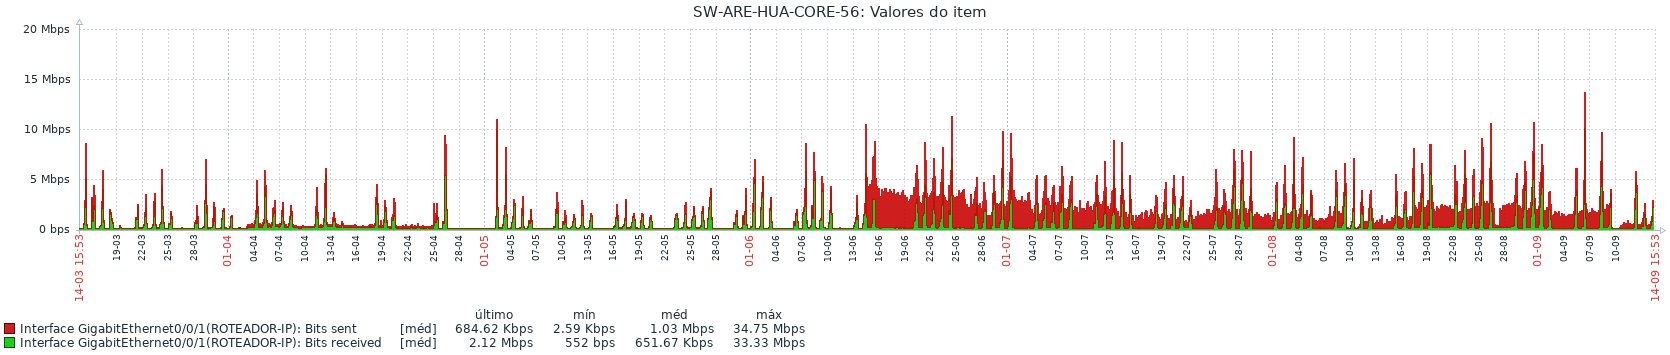 SW-ARE-HUA-CORE-56: Valores do item
20 Mbps
15 Mbps
10 Mbps
5 Mbps
0 bps
14-03 15:53 19-03 22-03 25-03 28-03 01-04 04-04 07-04 10-04 13-04 16-04 19-04 22-04 25-04 28-04 01-05 04-05 07-05 10-05 13-05 16-05 19-05 22-05 25-05 28-05 01-06 04-06 07-06 10-06 13-06 16-06 19-06 22-06 25-06 28-06 01-07 04-07 07-07 10-07 13-07 16-07 19-07 22-07 25-07 28-07 01-08 04-08 07-08 10-08 13-08 16-08 19-08 22-08 25-08 28-08 01-09 04-09 07-09 10-09 14-09 15:53
último mín méd máx
Interface GigabitEthernet0/0/1(ROTEADOR-IP): Bits sent [méd] 684.62 Kbps 2.59 Kbps 1.03 Mbps 34.75 Mbps
Interface GigabitEthernet0/0/1(ROTEADOR-IP): Bits received [méd] 2.12 Mbps 552 bps 651.67 Kbps 33.33 Mbps